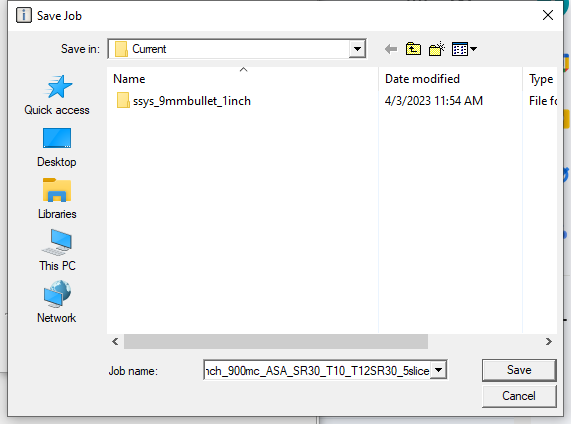 Save Job
Save in: Current
Name Date modified Type
ssys_9mmbullet_1inch 4/3/2023 11:54 AM File fo
Quick access
Desktop
Libraries
This PC
Network
Job name: nch_900mc_ASA_SR30_T10_T12SR30_5slice
Save
Cancel